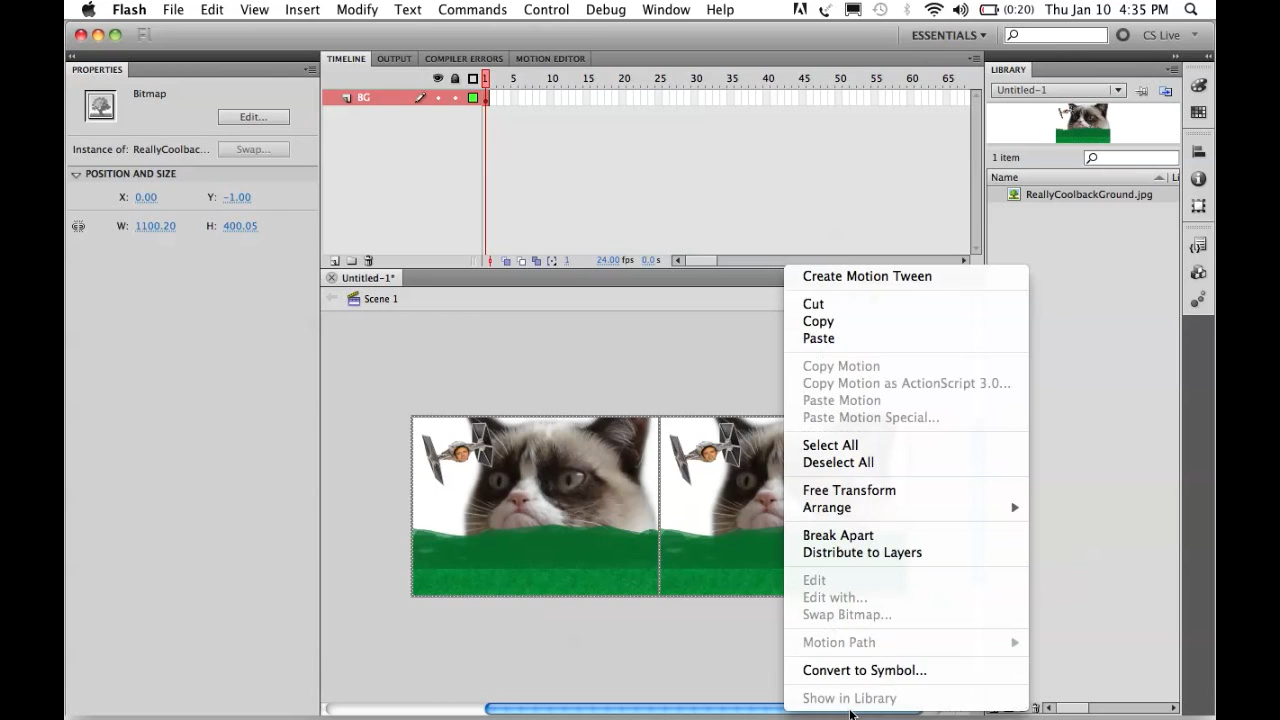 Flash File Edit View Insert Modify Text Commands Control Debug Window Help (0:20) Thu Jan 10 4:35 PM
Fl ESSENTIALS CS Live
PROPERTIES
Bitmap
Edit...
Instance of: ReallyCoolbac... Swap...
POSITION AND SIZE
X: 0.00 Y: -1.00
W: 1100.20 H: 400.05
TIMELINE OUTPUT COMPILER ERRORS MOTION EDITOR
1 5 10 15 20 25 30 35 40 45 50 55 60 65
BG
1 24.00 fps 0.0 s
Untitled-1*
Scene 1
Create Motion Tween
Cut
Copy
Paste
Copy Motion
Copy Motion as ActionScript 3.0...
Paste Motion
Paste Motion Special...
Select All
Deselect All
Free Transform
Arrange
Break Apart
Distribute to Layers
Edit
Edit with...
Swap Bitmap...
Motion Path
Convert to Symbol...
Show in Library
LIBRARY
Untitled-1
1 item
Name Li
ReallyCoolbackGround.jpg